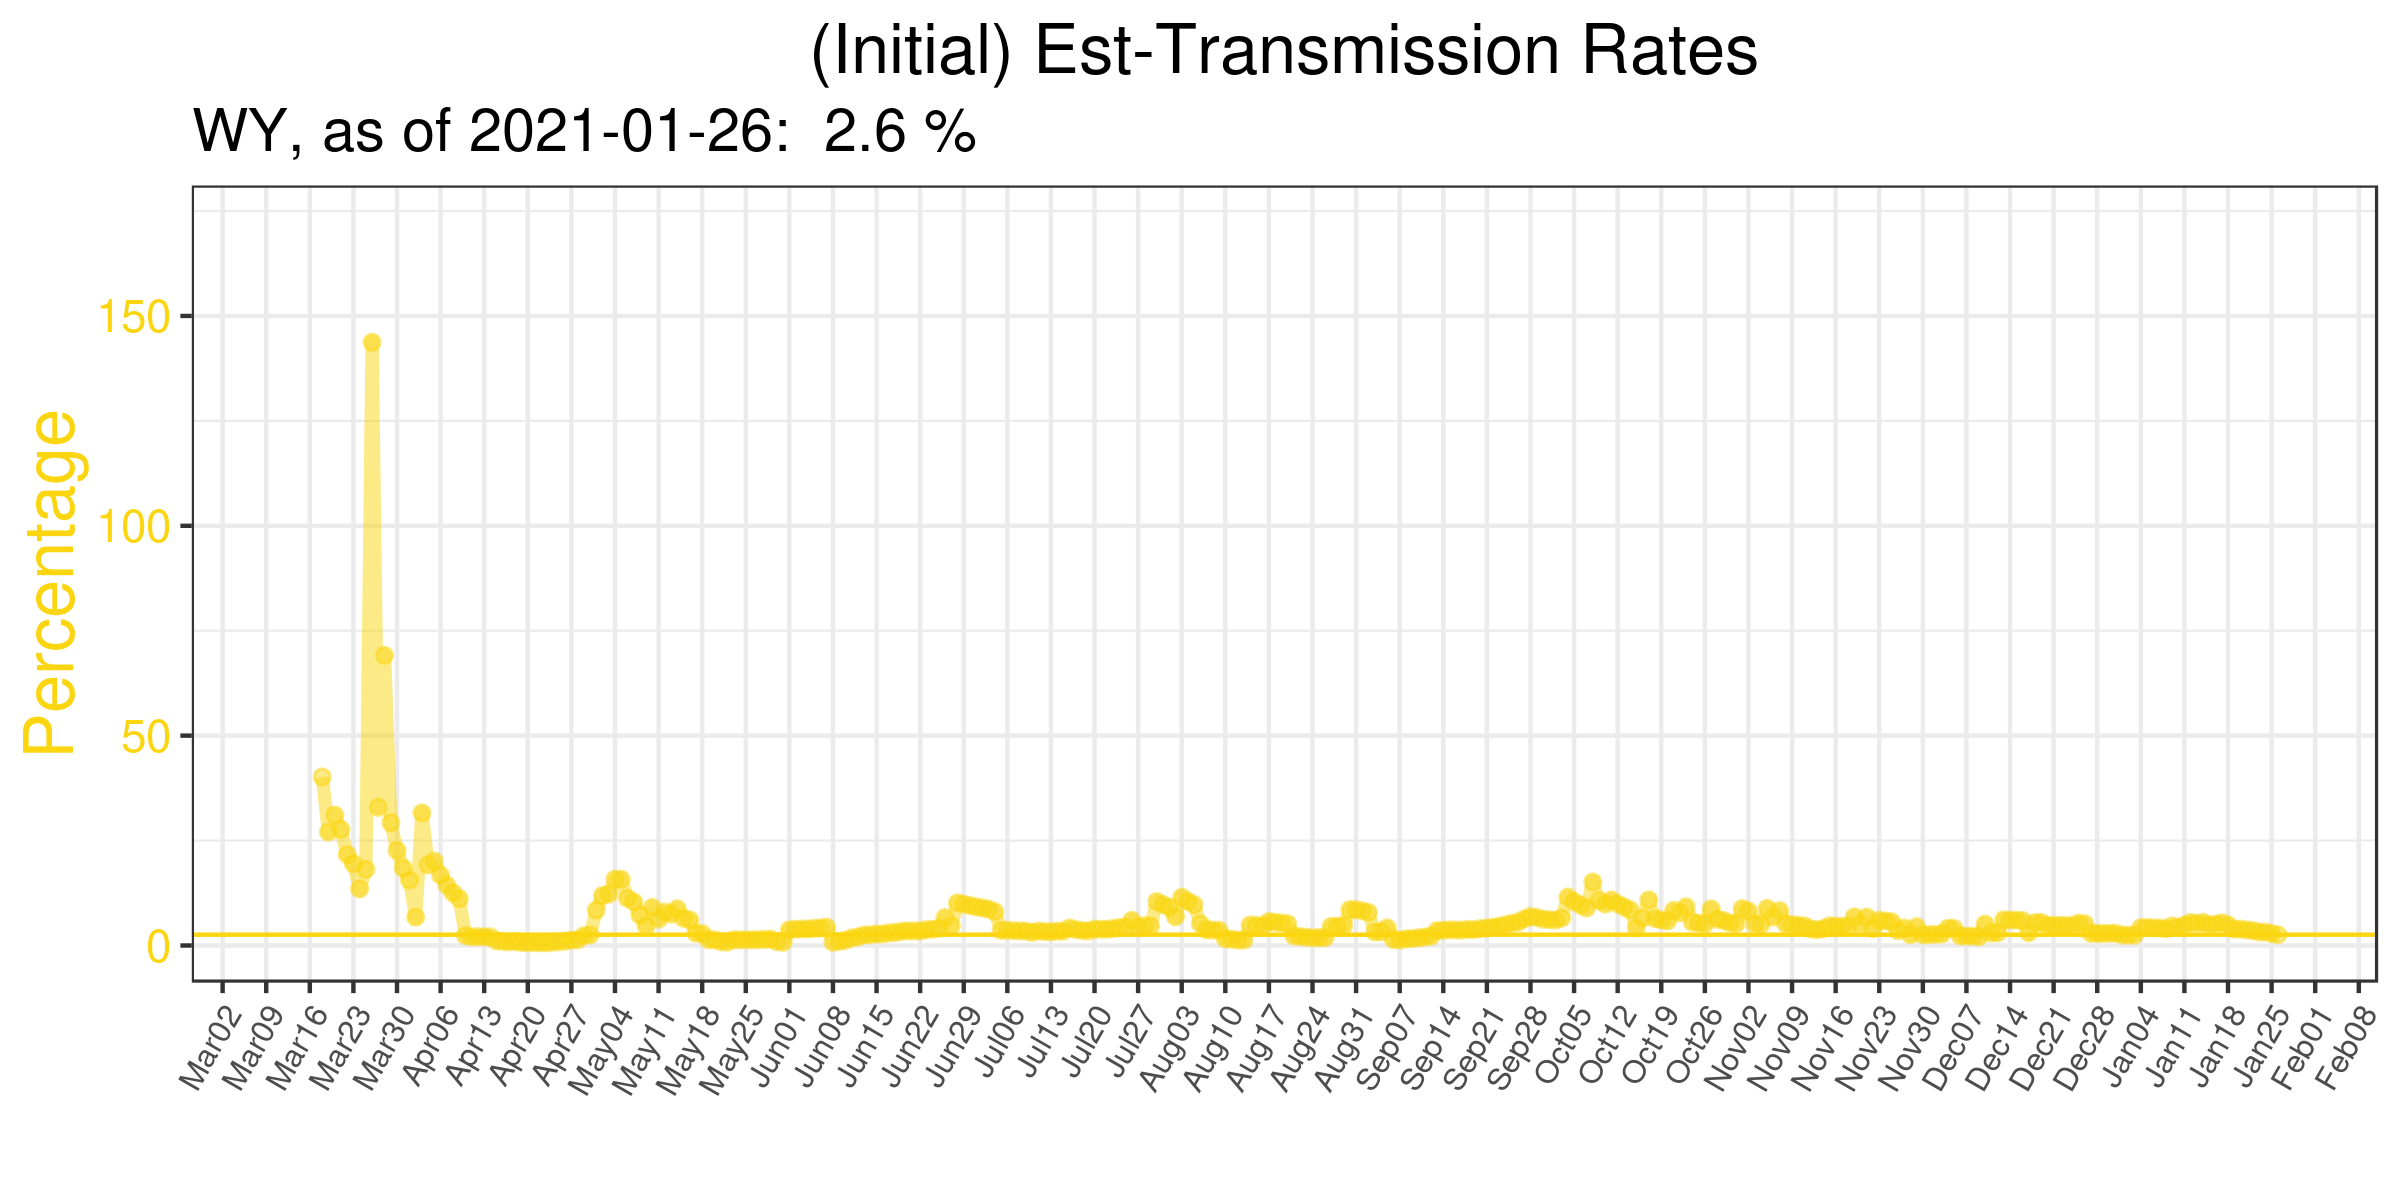 (Initial) Est-Transmission Rates
WY, as of 2021-01-26:  2.6 %
Percentage
150
100
50
0
Mar02
Mar09
Mar16
Mar23
Mar30
Apr06
Apr13
Apr20
Apr27
May04
May11
May18
May25
Jun01
Jun08
Jun15
Jun22
Jun29
Jul06
Jul13
Jul20
Jul27
Aug03
Aug10
Aug17
Aug24
Aug31
Sep07
Sep14
Sep21
Sep28
Oct05
Oct12
Oct19
Oct26
Nov02
Nov09
Nov16
Nov23
Nov30
Dec07
Dec14
Dec21
Dec28
Jan04
Jan11
Jan18
Jan25
Feb01
Feb08